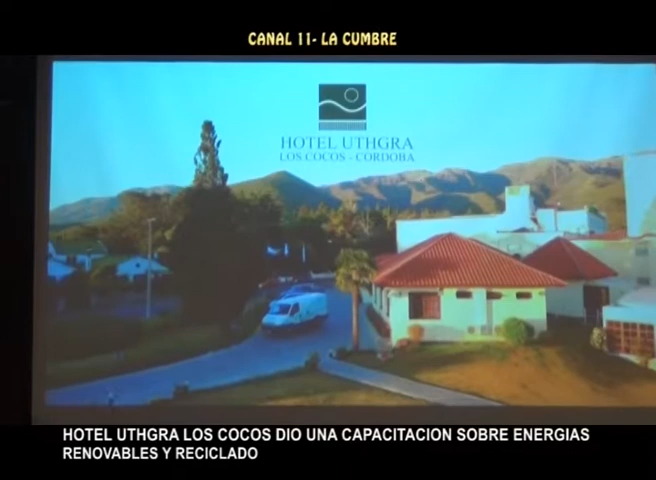 CANAL 11- LA CUMBRE
HOTEL UTHGRA
LOS COCOS - CORDOBA
HOTEL UTHGRA LOS COCOS DIO UNA CAPACITACION SOBRE ENERGIAS
RENOVABLES Y RECICLADO